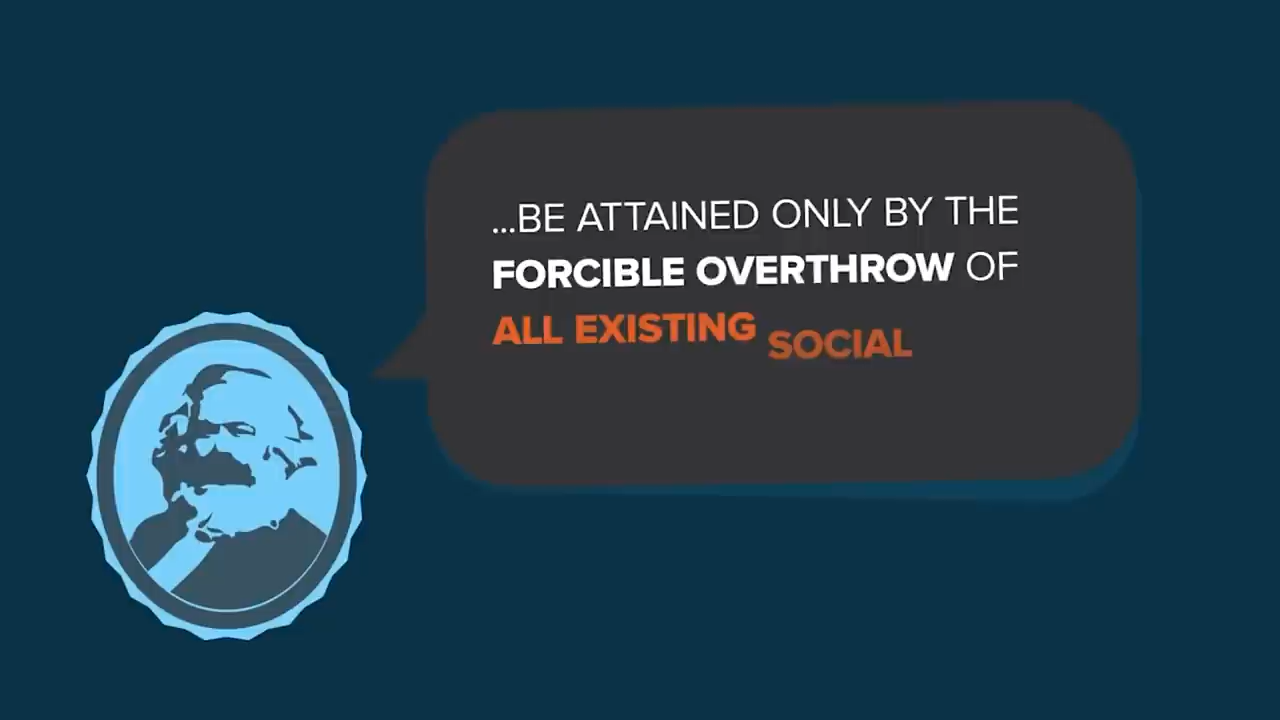 ...BE ATTAINED ONLY BY THE
FORCIBLE OVERTHROW OF
ALL EXISTING SOCIAL